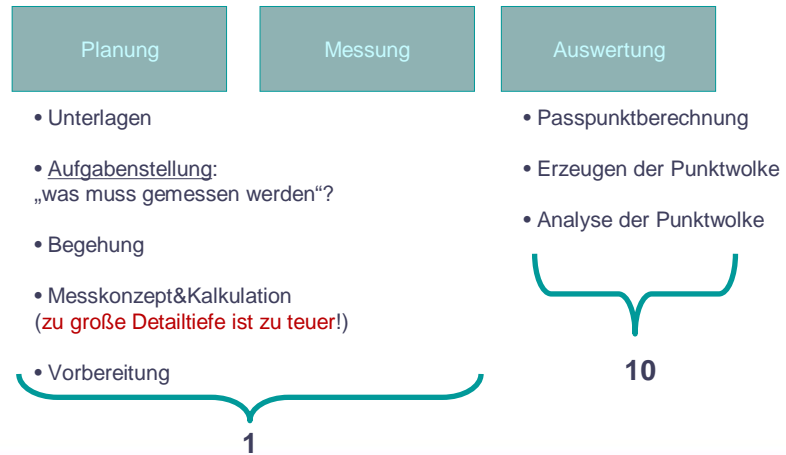 Planung
Messung
Auswertung
• Unterlagen
• Aufgabenstellung:
„was muss gemessen werden“?
• Begehung
• Messkonzept&Kalkulation
(zu große Detailtiefe ist zu teuer!)
• Vorbereitung
1
• Passpunktberechnung
• Erzeugen der Punktwolke
• Analyse der Punktwolke
10